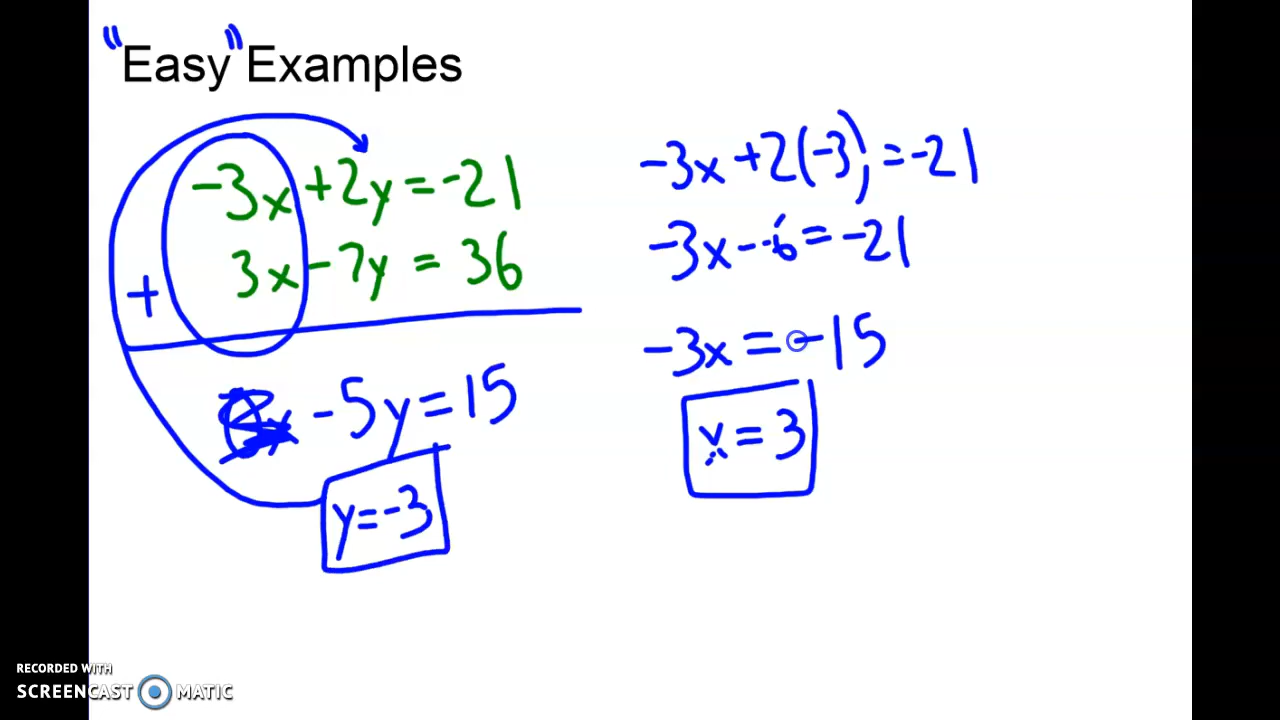 "Easy" Examples
-3x +2y = -21
3x -7y = 36
+
-5y = 15
y = -3
-3x +2(-3) = -21
-3x - 6 = -21
-3x = -15
x = 3
RECORDED WITH
SCREENCAST MATIC